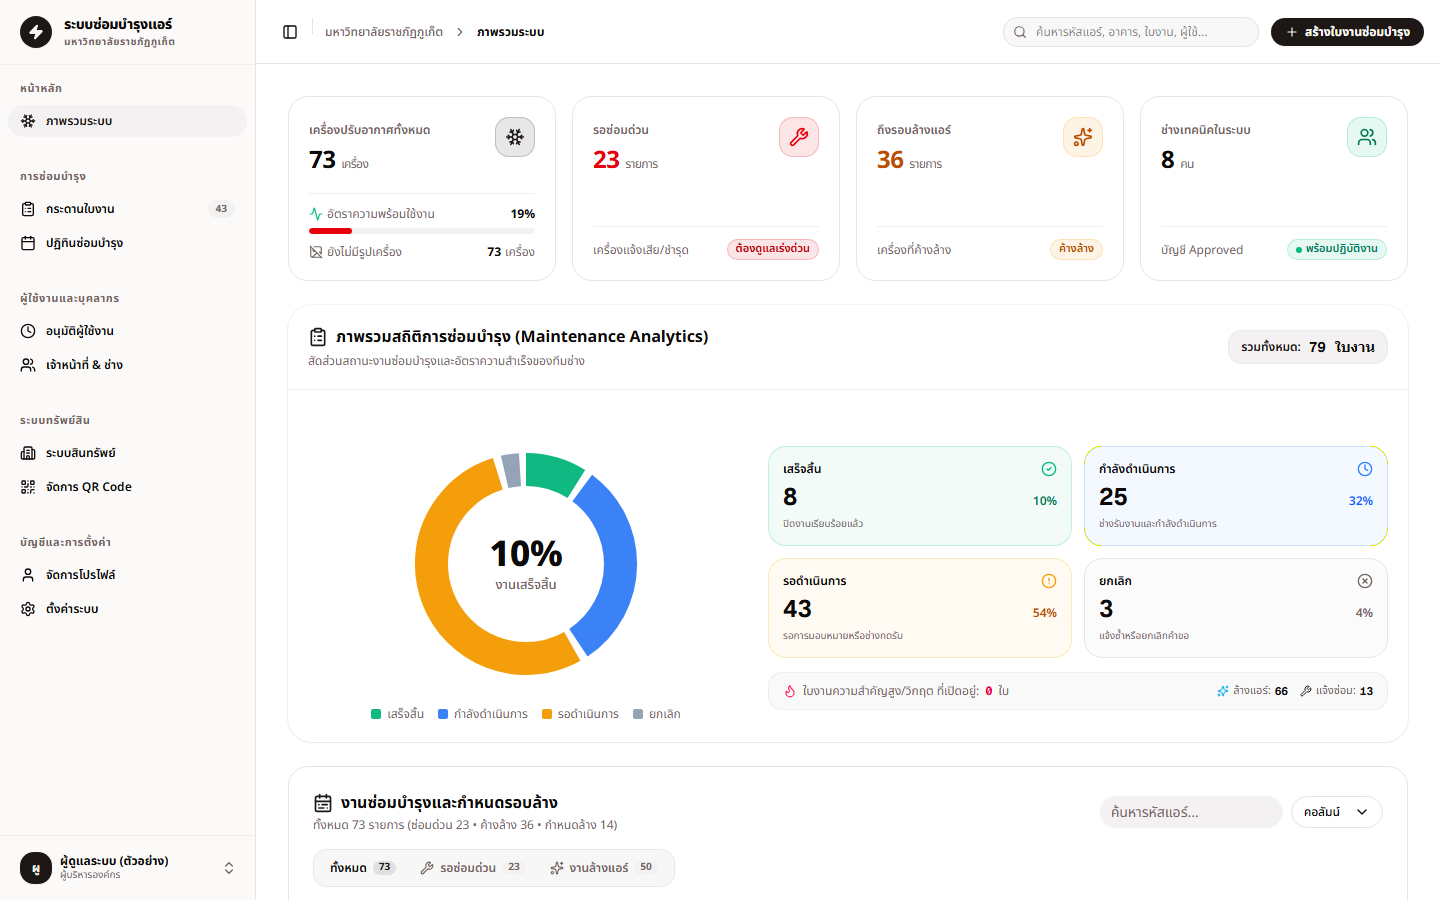 ระบบซ่อมบำรุงแอร์
มหาวิทยาลัยราชภัฏภูเก็ต
หน้าหลัก
ภาพรวมระบบ
การซ่อมบำรุง
กระดานใบงาน 43
ปฏิทินซ่อมบำรุง
ผู้ใช้งานและบุคลากร
อนุมัติผู้ใช้งาน
เจ้าหน้าที่ & ช่าง
ระบบทรัพย์สิน
ระบบสินทรัพย์
จัดการ QR Code
บัญชีและการตั้งค่า
จัดการโปรไฟล์
ตั้งค่าระบบ
ผู้
ผู้ดูแลระบบ (ตัวอย่าง)
ผู้บริหารองค์กร
มหาวิทยาลัยราชภัฏภูเก็ต > ภาพรวมระบบ
ค้นหารหัสแอร์, อาคาร, ใบงาน, ผู้ใช้...
+ สร้างใบงานซ่อมบำรุง
เครื่องปรับอากาศทั้งหมด
73 เครื่อง
อัตราความพร้อมใช้งาน 19%
ยังไม่มีรูปเครื่อง 73 เครื่อง
รอซ่อมด่วน
23 รายการ
เครื่องแจ้งเสีย/ชำรุด ต้องดูแลเร่งด่วน
ถึงรอบล้างแอร์
36 รายการ
เครื่องที่ค้างล้าง ค้างล้าง
ช่างเทคนิคในระบบ
8 คน
บัญชี Approved พร้อมปฏิบัติงาน
ภาพรวมสถิติการซ่อมบำรุง (Maintenance Analytics)
สัดส่วนสถานะงานซ่อมบำรุงและอัตราความสำเร็จของทีมช่าง
รวมทั้งหมด: 79 ใบงาน
10%
งานเสร็จสิ้น
เสร็จสิ้น กำลังดำเนินการ รอดำเนินการ ยกเลิก
เสร็จสิ้น
8 10%
ปิดงานเรียบร้อยแล้ว
กำลังดำเนินการ
25 32%
ช่างรับงานและกำลังดำเนินการ
รอดำเนินการ
43 54%
รอการมอบหมายหรือช่างกดรับ
ยกเลิก
3 4%
แจ้งซ้ำหรือยกเลิกคำขอ
ใบงานความสำคัญสูง/วิกฤต ที่เปิดอยู่: 0 ใบ
ล้างแอร์: 66 แจ้งซ่อม: 13
งานซ่อมบำรุงและกำหนดรอบล้าง
ทั้งหมด 73 รายการ (ซ่อมด่วน 23 • ค้างล้าง 36 • กำหนดล้าง 14)
ค้นหารหัสแอร์...
คอลัมน์
ทั้งหมด 73 รอซ่อมด่วน 23 งานล้างแอร์ 50